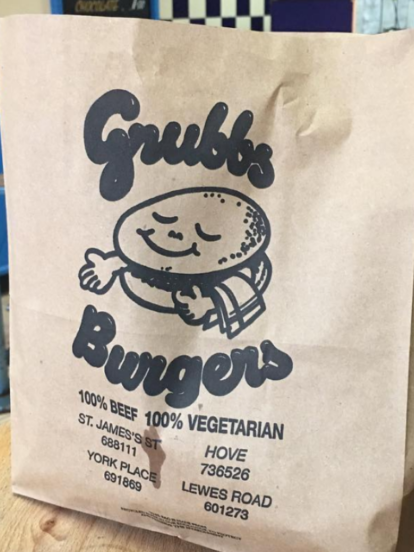 Grubbs
Burgers
100% BEEF 100% VEGETARIAN
ST. JAMES'S ST
688111
HOVE
736526
YORK PLACE
691869
LEWES ROAD
601273